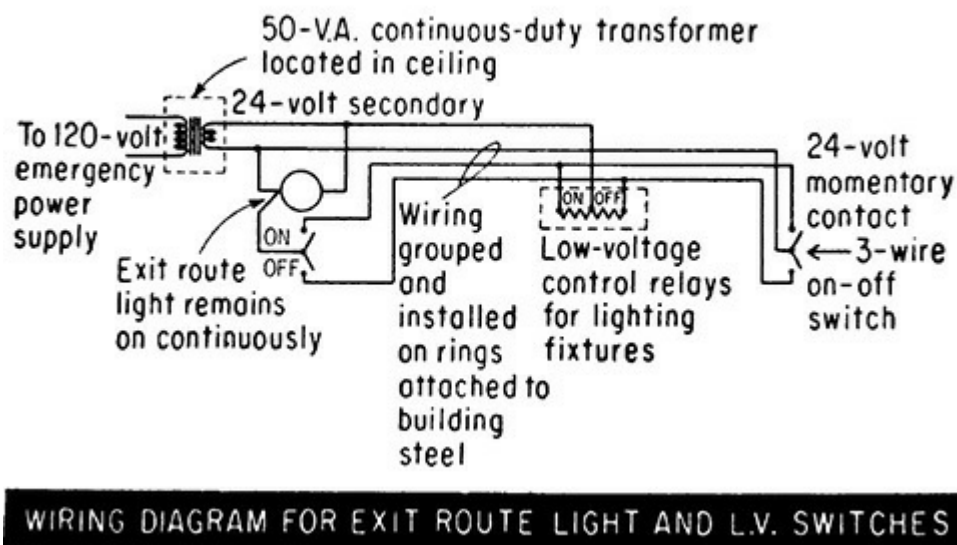 50-V.A. continuous-duty transformer
located in ceiling
24-volt secondary
To 120-volt
emergency
power
supply
ON
OFF
Exit route
light remains
on continuously
Wiring
grouped
and
installed
on rings
attached to
building
steel
ON OFF
Low-voltage
control relays
for lighting
fixtures
24-volt
momentary
contact
3-wire
on-off
switch
WIRING DIAGRAM FOR EXIT ROUTE LIGHT AND L.V. SWITCHES